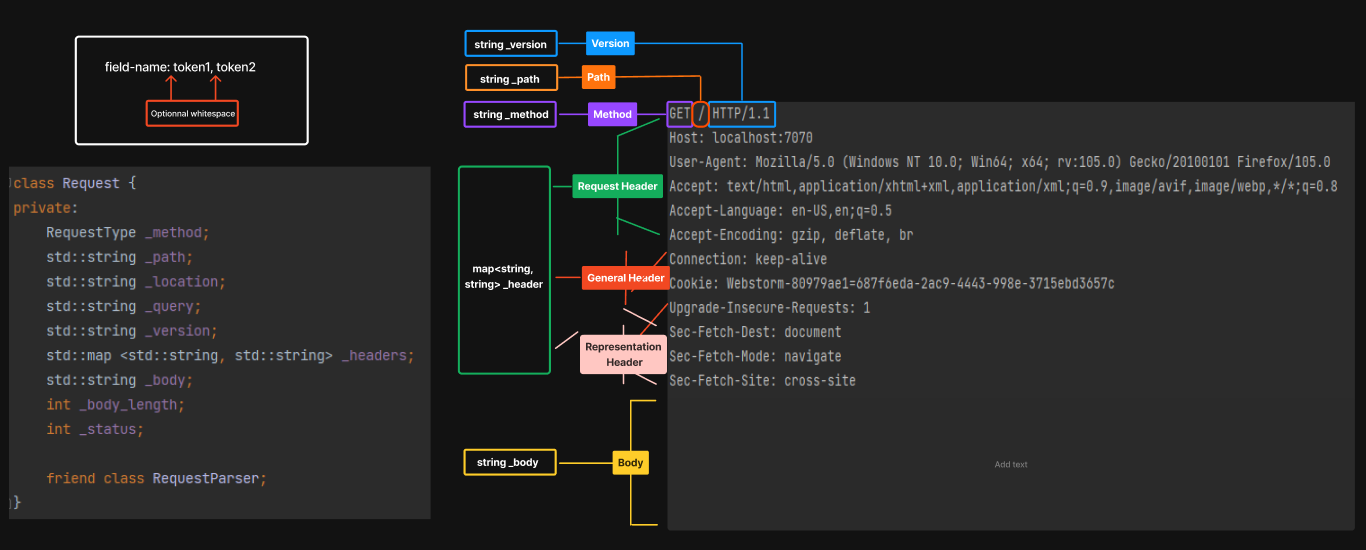 field-name: token1, token2
Optionnal whitespace
class Request {
private:
RequestType _method;
std::string _path;
std::string _location;
std::string _query;
std::string _version;
std::map <std::string, std::string> _headers;
std::string _body;
int _body_length;
int _status;
friend class RequestParser;
}
string _version
Version
string _path
Path
string _method
Method
map<string,
string> _header
Request Header
General Header
Representation
Header
string _body
Body
GET / HTTP/1.1
Host: localhost:7070
User-Agent: Mozilla/5.0 (Windows NT 10.0; Win64; x64; rv:105.0) Gecko/20100101 Firefox/105.0
Accept: text/html,application/xhtml+xml,application/xml;q=0.9,image/avif,image/webp,*/*;q=0.8
Accept-Language: en-US,en;q=0.5
Accept-Encoding: gzip, deflate, br
Connection: keep-alive
Cookie: Webstorm-80979ae1=687f6eda-2ac9-4443-998e-3715ebd3657c
Upgrade-Insecure-Requests: 1
Sec-Fetch-Dest: document
Sec-Fetch-Mode: navigate
Sec-Fetch-Site: cross-site
Add text